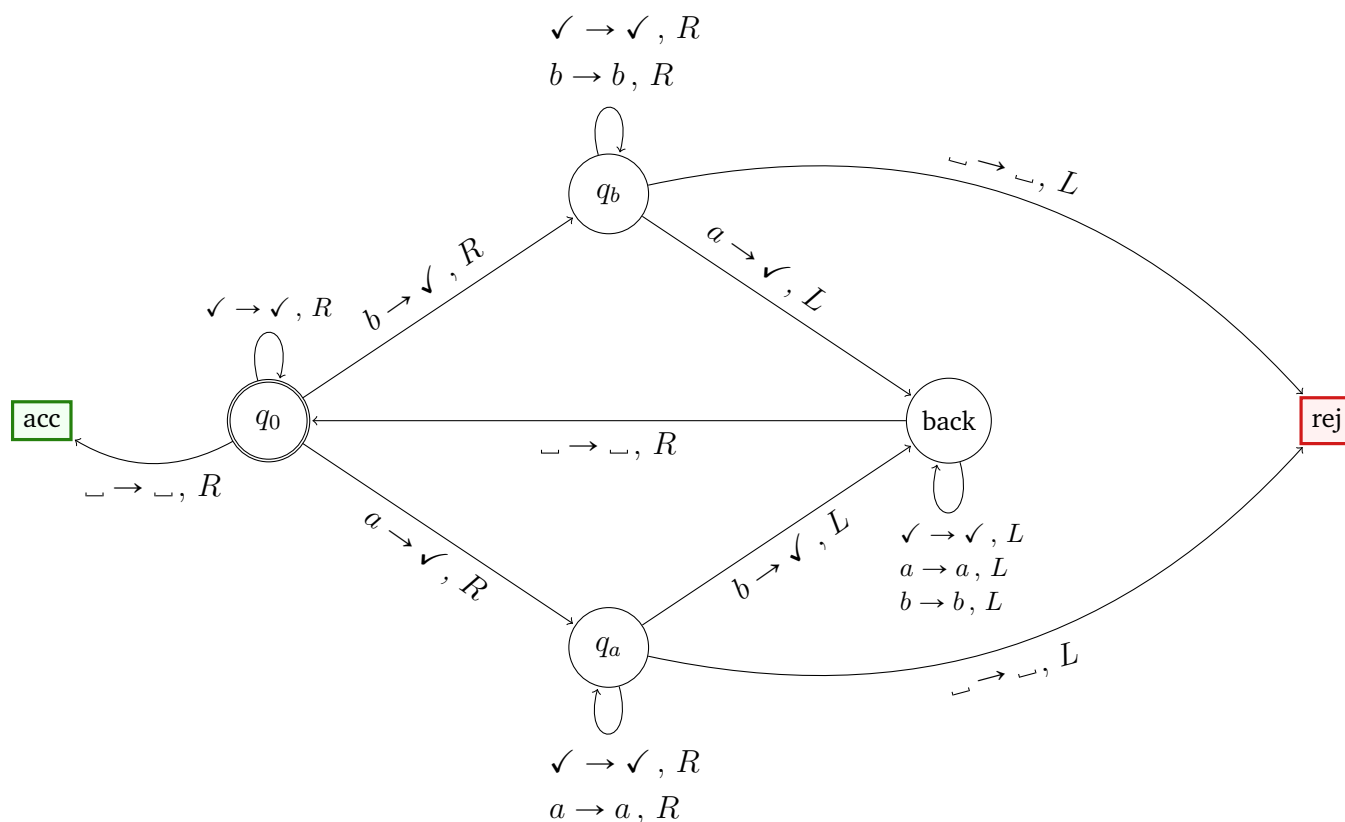 ✓ → ✓ , R
b → b , R
␣ → ␣, L
q_b
a → ✓, L
b → ✓ , R
✓ → ✓ , R
acc
q_0
back
rej
␣ → ␣, R
␣ → ␣, R
a → ✓, R
b → ✓ , L
✓ → ✓ , L
a → a , L
b → b , L
q_a
␣ → ␣, L
✓ → ✓ , R
a → a , R